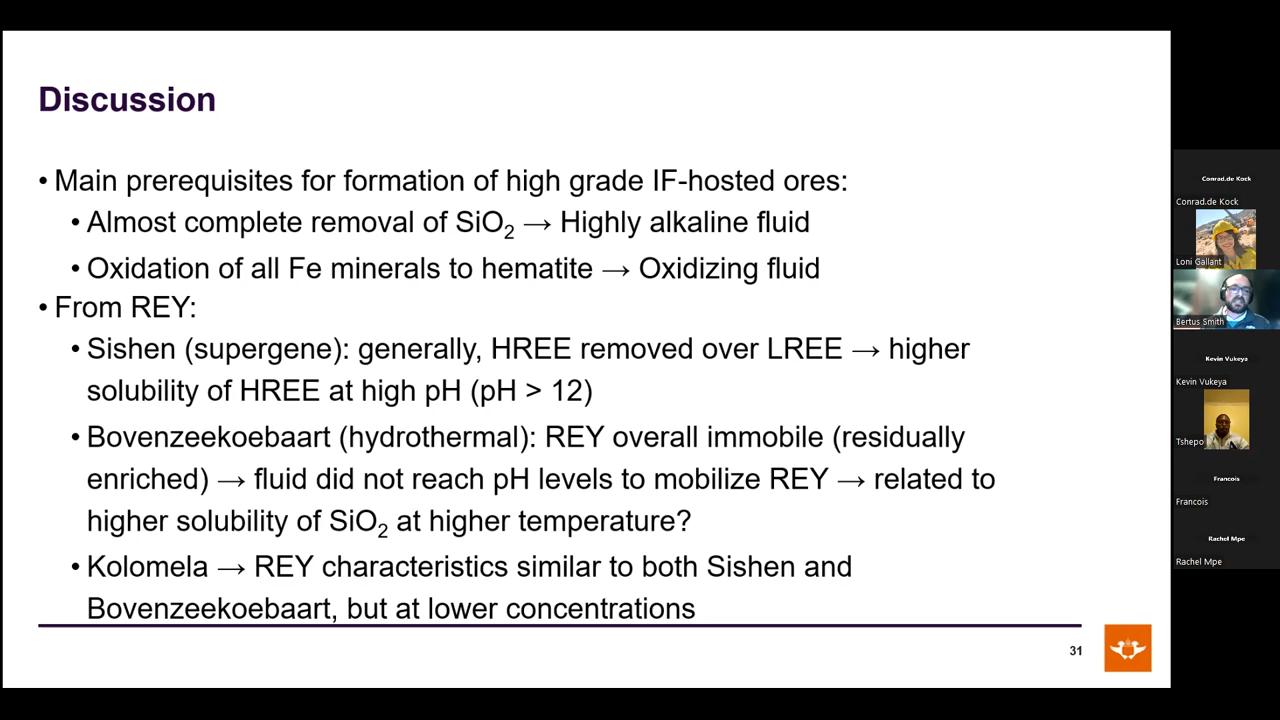 Discussion
• Main prerequisites for formation of high grade IF-hosted ores:
• Almost complete removal of SiO₂ → Highly alkaline fluid
• Oxidation of all Fe minerals to hematite → Oxidizing fluid
• From REY:
• Sishen (supergene): generally, HREE removed over LREE → higher
solubility of HREE at high pH (pH > 12)
• Bovenzeekoebaart (hydrothermal): REY overall immobile (residually
enriched) → fluid did not reach pH levels to mobilize REY → related to
higher solubility of SiO₂ at higher temperature?
• Kolomela → REY characteristics similar to both Sishen and
Bovenzeekoebaart, but at lower concentrations
31
Conrad.de Kock
Conrad.de Kock
Loni Gallant
Bertus Smith
Kevin Vukeya
Kevin Vukeya
Tshepo
Francois
Francois
Rachel Mpe
Rachel Mpe